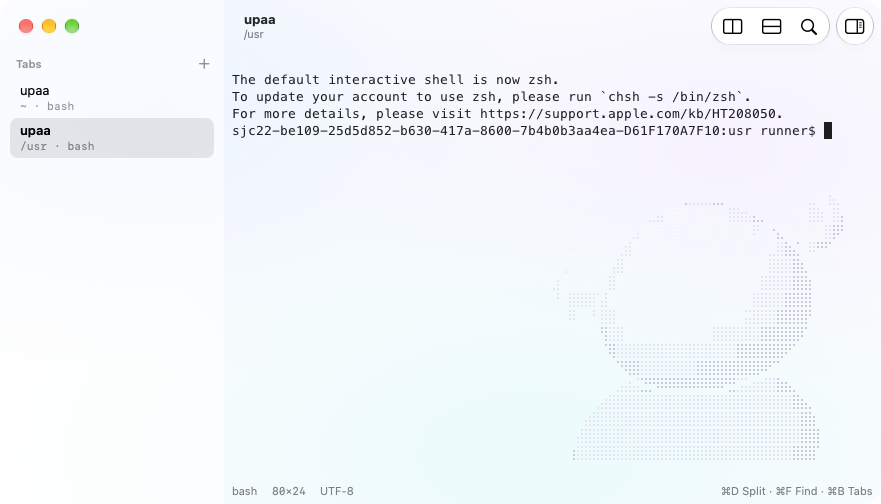 upaa
/usr
Tabs
upaa
~ · bash
upaa
/usr · bash
The default interactive shell is now zsh.
To update your account to use zsh, please run `chsh -s /bin/zsh`.
For more details, please visit https://support.apple.com/kb/HT208050.
sjc22-be109-25d5d852-b630-417a-8600-7b4b0b3aa4ea-D61F170A7F10:usr runner$
bash 80×24 UTF-8
⌘D Split · ⌘F Find · ⌘B Tabs